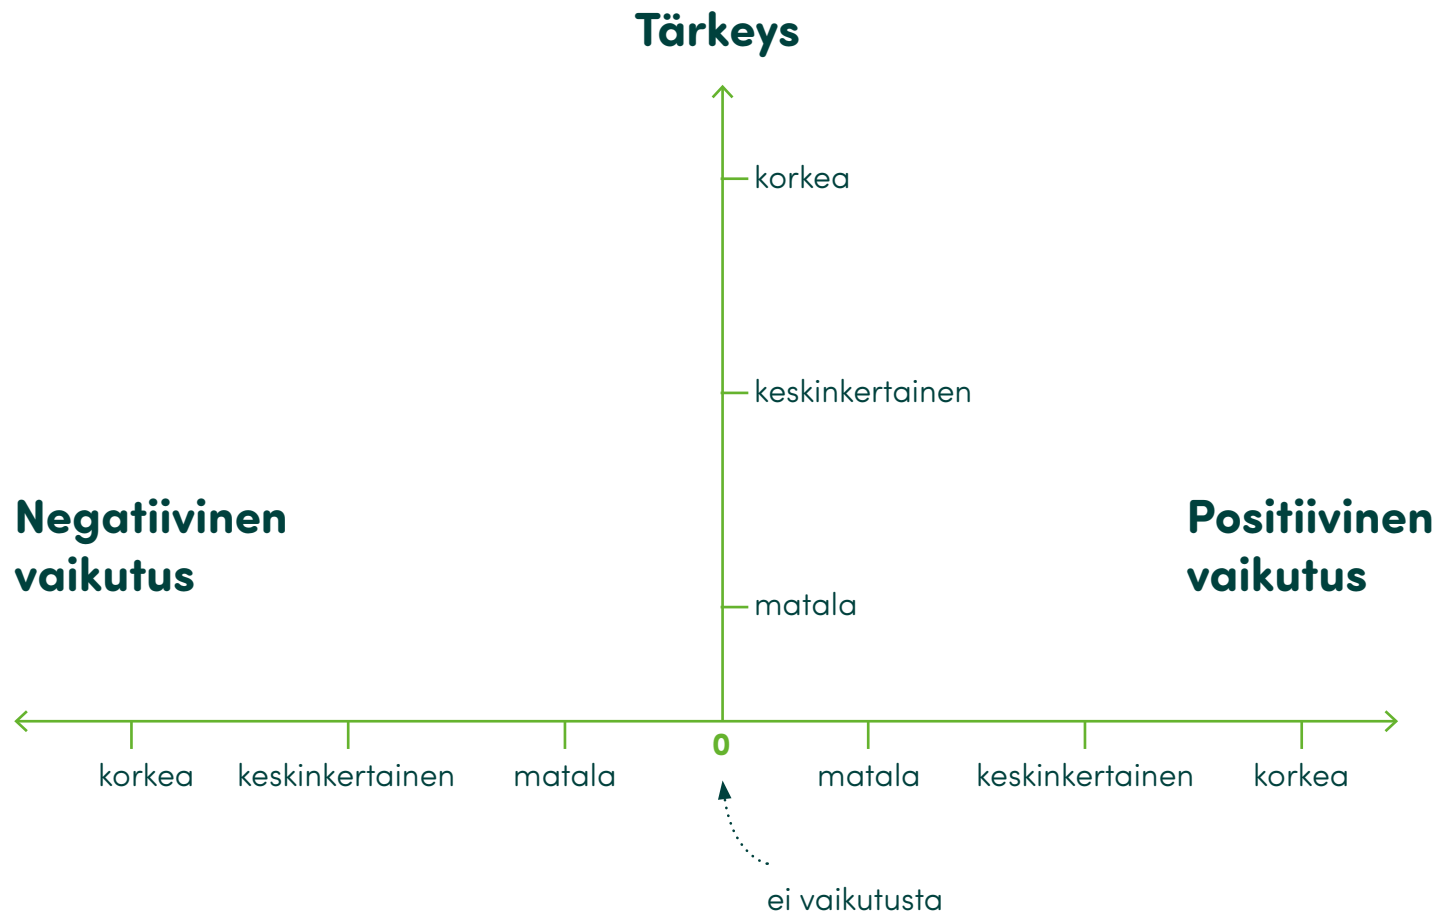 Tärkeys
korkea
keskinkertainen
Negatiivinen
vaikutus
Positiivinen
vaikutus
matala
0
korkea keskinkertainen matala matala keskinkertainen korkea
ei vaikutusta